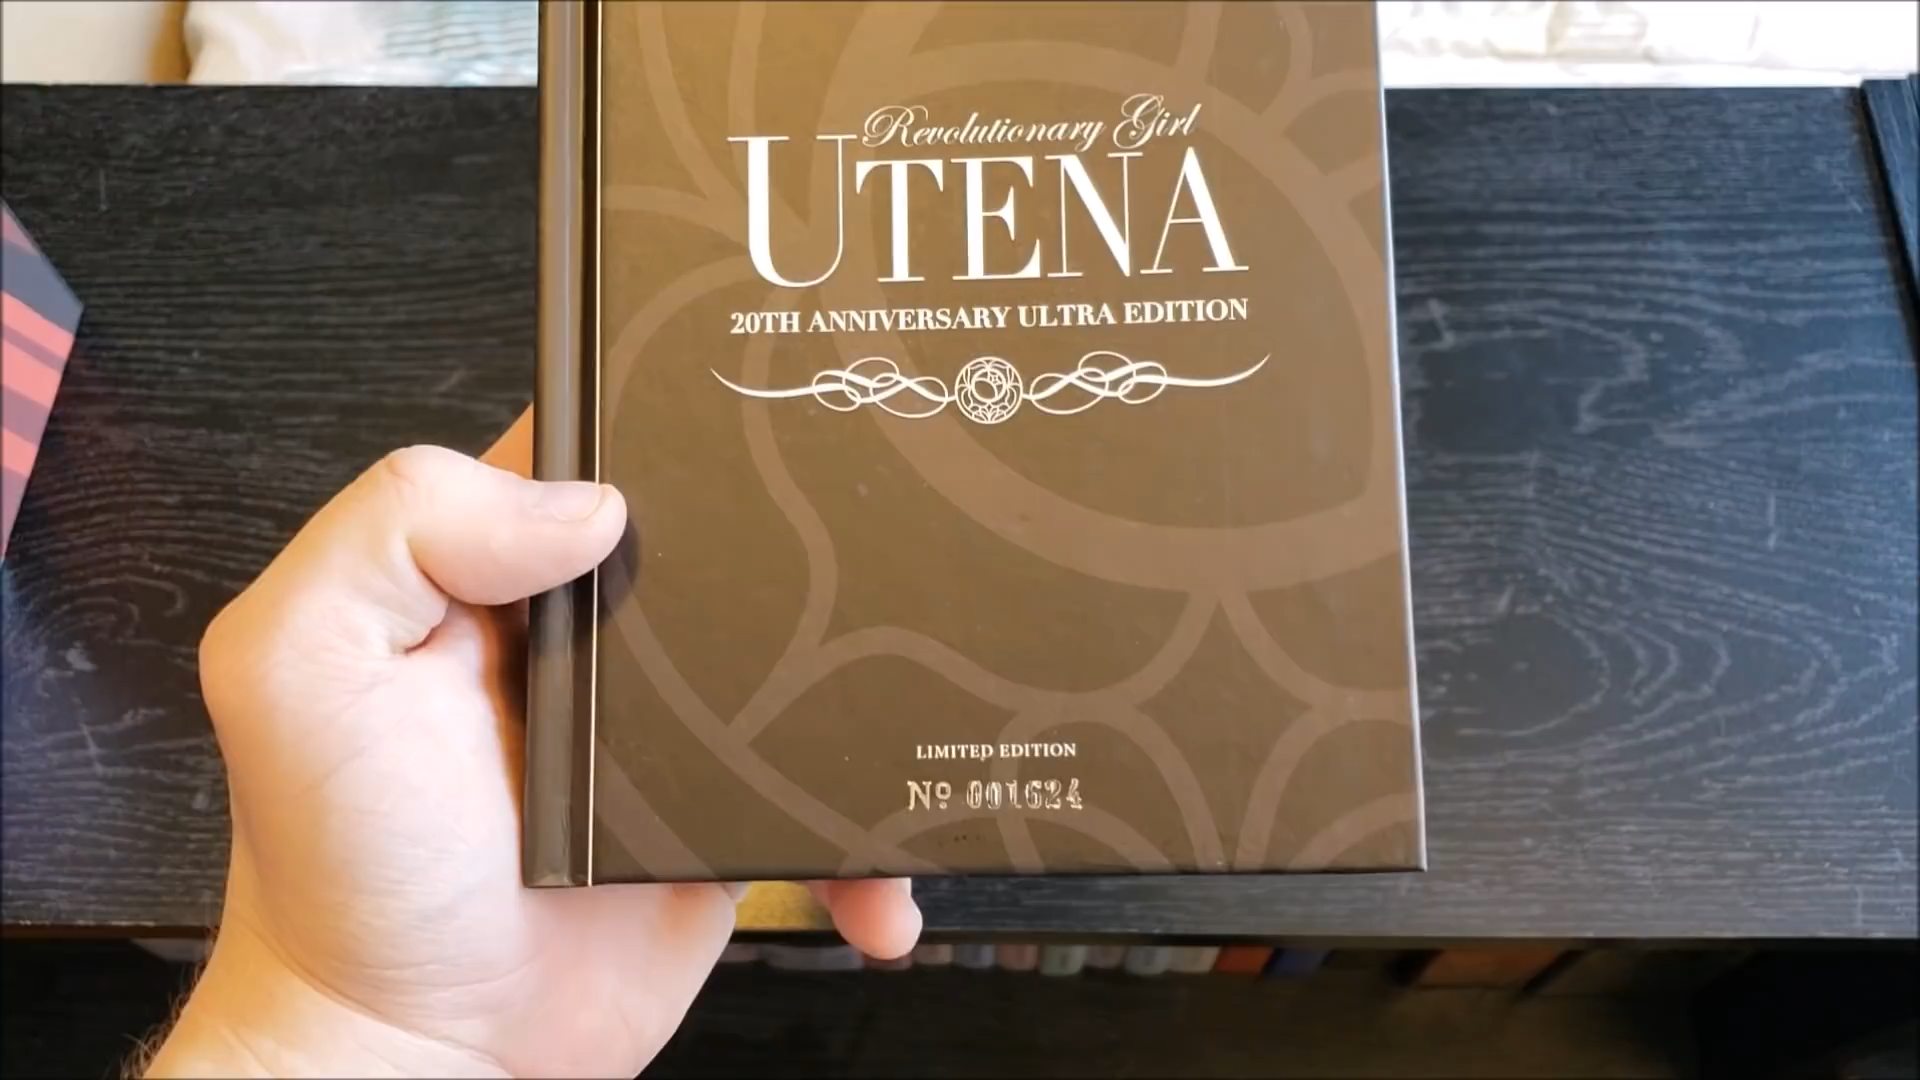 Revolutionary Girl
UTENA
20TH ANNIVERSARY ULTRA EDITION
LIMITED EDITION
Nº 001624